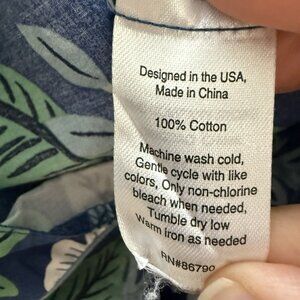 Designed in the USA,
Made in China
100% Cotton
Machine wash cold,
Gentle cycle with like
colors, Only non-chlorine
bleach when needed,
Tumble dry low
Warm iron as needed
RN#86790